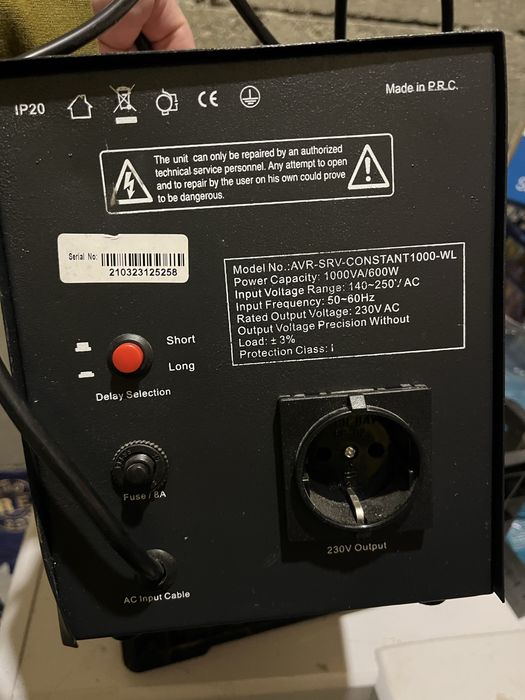 IP20
CE
Made in P.R.C.
The unit can only be repaired by an authorized
technical service personnel. Any attempt to open
and to repair by the user on his own could prove
to be dangerous.
Serial No:
210323125258
Model No.:AVR-SRV-CONSTANT1000-WL
Power Capacity: 1000VA/600W
Input Voltage Range: 140~250V AC
Input Frequency: 50~60Hz
Rated Output Voltage: 230V AC
Output Voltage Precision Without
Load: ± 3%
Protection Class: I
Short
Long
Delay Selection
Fuse / 8A
230V Output
AC Input Cable